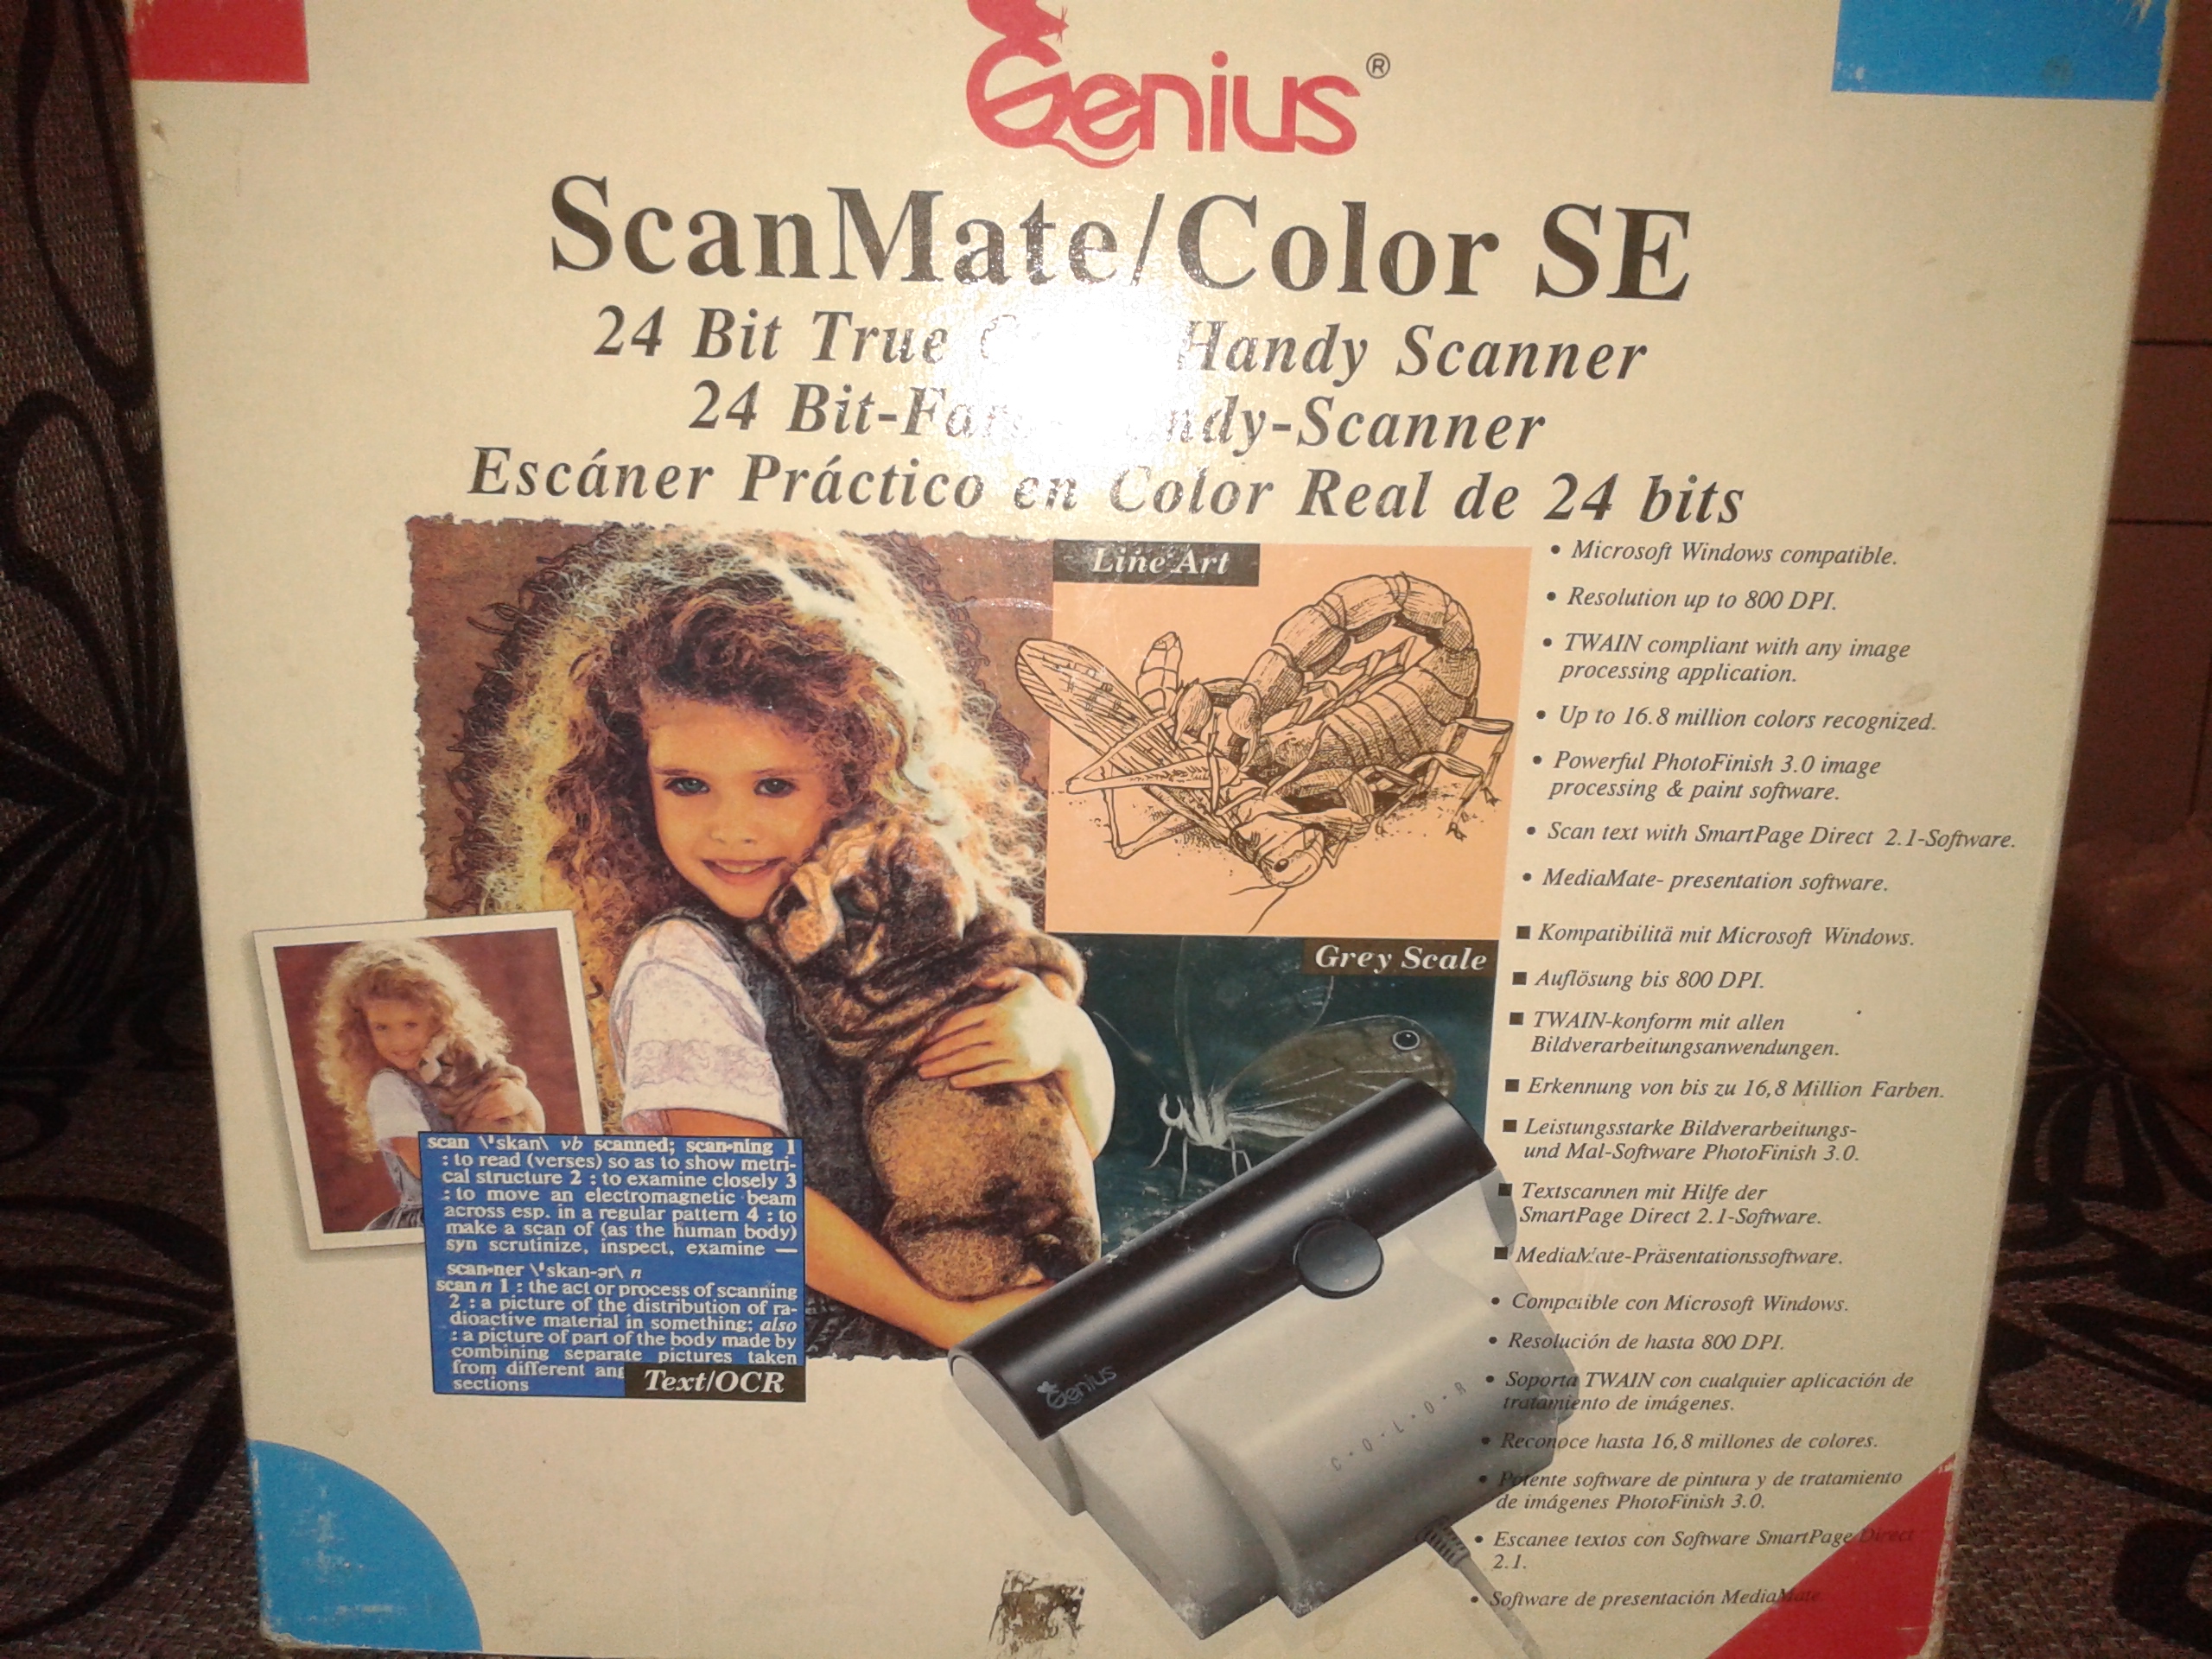 Genius®
ScanMate/Color SE
24 Bit True Handy Scanner
24 Bit-
Escáner Práctico en Color Real de 24 bits
Line Art
Grey Scale
• Microsoft Windows compatible.
• Resolution up to 800 DPI.
• TWAIN compliant with any image
processing application.
• Up to 16.8 million colors recognized.
• Powerful PhotoFinish 3.0 image
processing & paint software.
• Scan text with SmartPage Direct 2.1-Software.
• MediaMate- presentation software.
■ Kompatibilitä mit Microsoft Windows.
■ Auflösung bis 800 DPI.
■ TWAIN-konform mit allen
Bildverarbeitungsanwendungen.
■ Erkennung von bis zu 16,8 Million Farben.
■ Leistungsstarke Bildverarbeitungs-
und Mal-Software PhotoFinish 3.0.
■ Textscannen mit Hilfe der
SmartPage Direct 2.1-Software.
■ MediaMate-Präsentationssoftware.
• Compatible con Microsoft Windows.
• Resolución de hasta 800 DPI.
• Soporta TWAIN con cualquier aplicación de
tratamiento de imágenes.
• Reconoce hasta 16,8 millones de colores.
• Potente software de pintura y de tratamiento
de imágenes PhotoFinish 3.0.
• Escanee textos con Software SmartPage Direct
2.1.
• Software de presentación MediaMate.
scan \'skan\ vb scanned; scan•ning 1
: to read (verses) so as to show metri-
cal structure 2 : to examine closely 3
: to move an electromagnetic beam
across esp. in a regular pattern 4 : to
make a scan of (as the human body)
syn scrutinize, inspect, examine —
scan•ner \'skan-ər\ n
scan n 1 : the act or process of scanning
2 : a picture of the distribution of ra-
dioactive material in something; also
: a picture of part of the body made by
combining separate pictures taken
from different
sections
Text/OCR
Genius
C·O·L·O·R